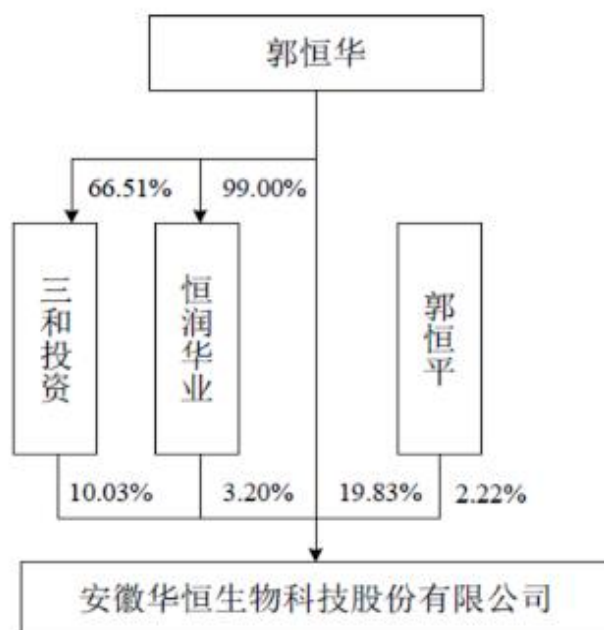 郭恒华
66.51% 99.00%
三和投资
恒润华业
郭恒平
10.03% 3.20% 19.83% 2.22%
安徽华恒生物科技股份有限公司